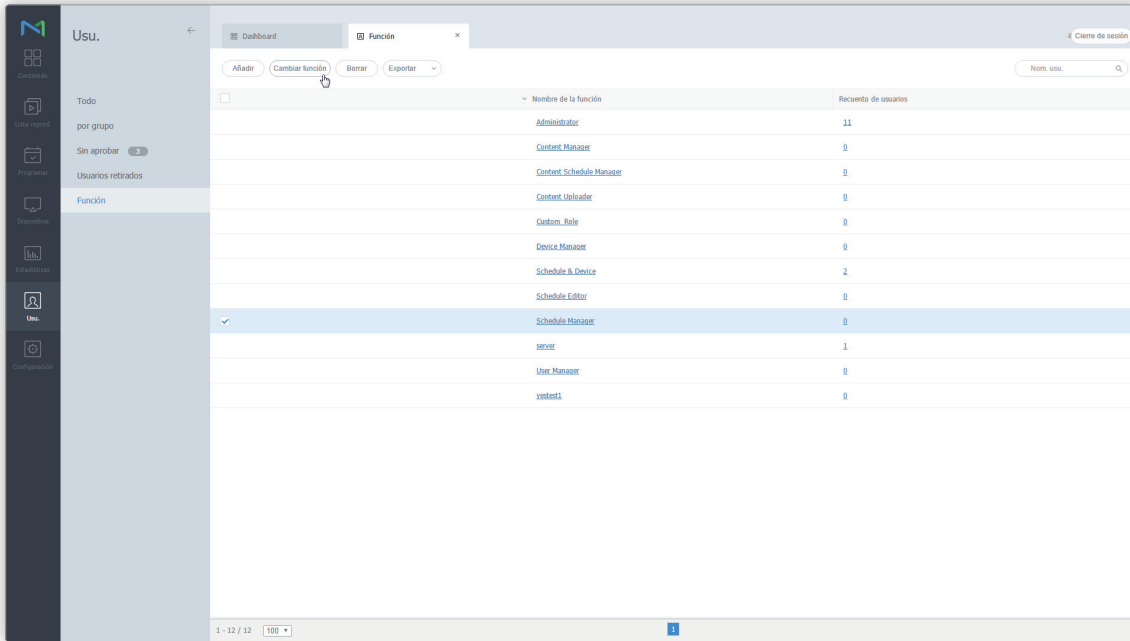 Usu.
Dashboard
Función
Cierre de sesión
Contenido
Añadir
Cambiar función
Borrar
Exportar
Nom. usu.
Todo
Nombre de la función
Recuento de usuarios
Lista reprod.
por grupo
Administrator
11
Sin aprobar
3
Content Manager
0
Programar
Usuarios retirados
Content Schedule Manager
0
Función
Content Uploader
0
Dispositivo
Custom_Role
0
Device Manager
0
Estadísticas
Schedule & Device
2
Schedule Editor
0
Usu.
Schedule Manager
0
server
1
Configuración
User Manager
0
vestest1
0
1 - 12 / 12
100
1